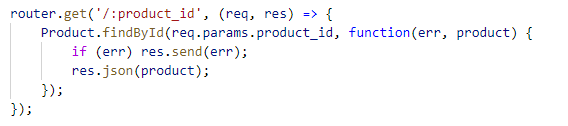 router.get('/:product_id', (req, res) => {
    Product.findById(req.params.product_id, function(err, product) {
        if (err) res.send(err);
        res.json(product);
    });
});